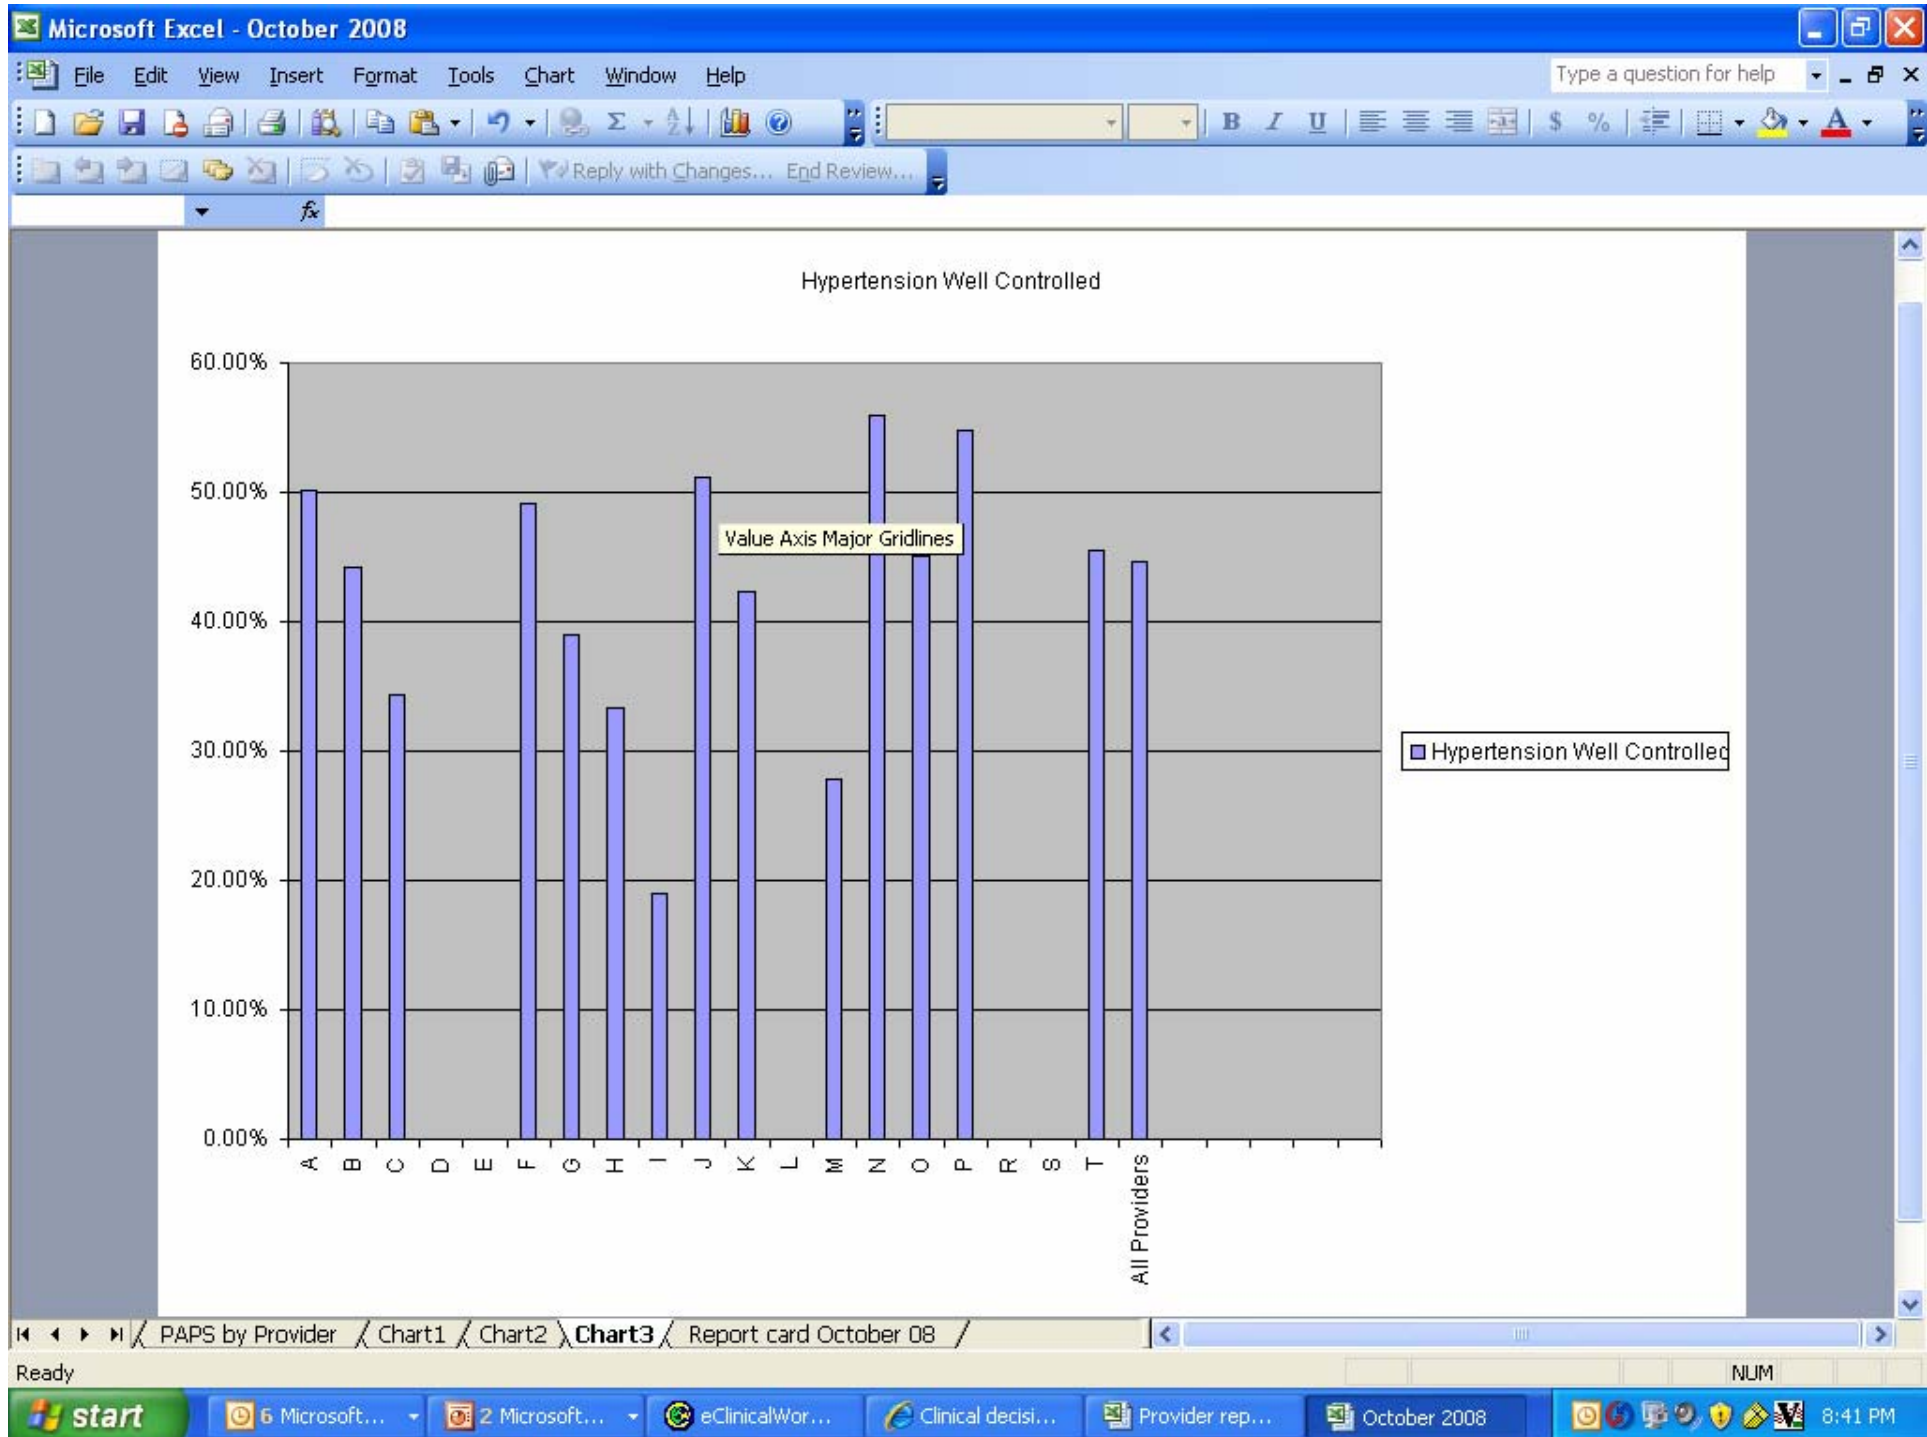 Microsoft Excel - October 2008
File Edit View Insert Format Tools Chart Window Help Type a question for help
B I U $ %
Reply with Changes... End Review...
fx
Hypertension Well Controlled
60.00%
50.00%
Value Axis Major Gridlines
40.00%
30.00%
Hypertension Well Controlled
20.00%
10.00%
0.00%
A B C D E F G H I J K L M N O P R S T All Providers
PAPS by Provider Chart1 Chart2 Chart3 Report card October 08
Ready NUM
start 6 Microsoft... 2 Microsoft... eClinicalWor... Clinical decisi... Provider rep... October 2008 8:41 PM